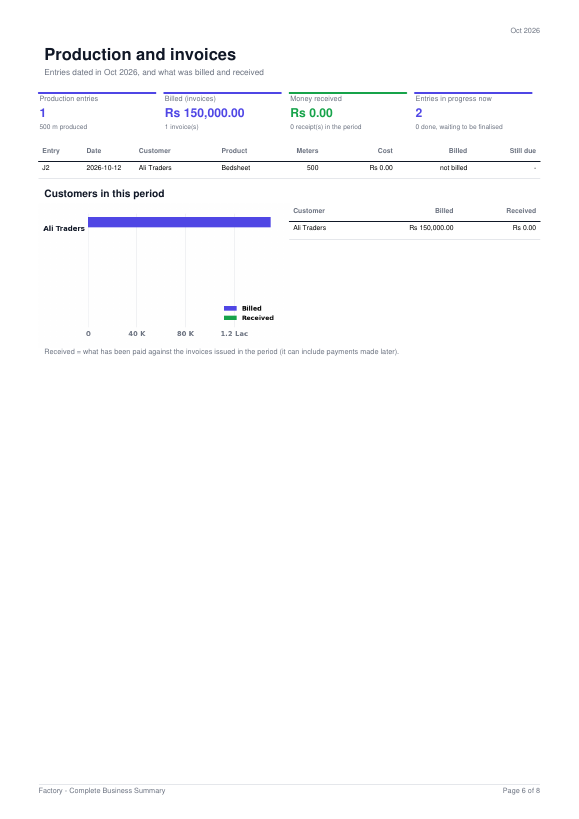 Oct 2026
Production and invoices
Entries dated in Oct 2026, and what was billed and received
Production entries Billed (invoices) Money received Entries in progress now
1 Rs 150,000.00 Rs 0.00 2
500 m produced 1 invoice(s) 0 receipt(s) in the period 0 done, waiting to be finalised
Entry Date Customer Product Meters Cost Billed Still due
J2 2026-10-12 Ali Traders Bedsheet 500 Rs 0.00 not billed -
Customers in this period
Customer Billed Received
Ali Traders Rs 150,000.00 Rs 0.00
Ali Traders
Billed
Received
0 40 K 80 K 1.2 Lac
Received = what has been paid against the invoices issued in the period (it can include payments made later).
Factory - Complete Business Summary Page 6 of 8